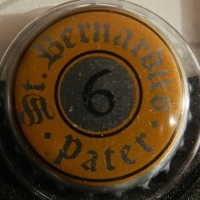 St. Bernardus
6
· Pater ·